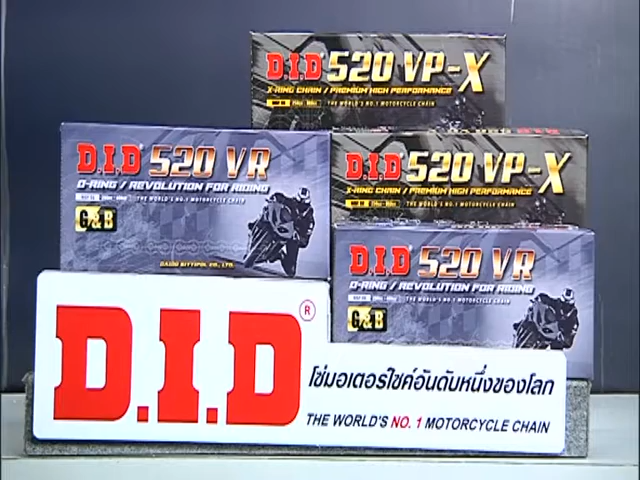 D.I.D 520 VP-X
X-RING CHAIN / PREMIUM HIGH PERFORMANCE
THE WORLD'S NO.1 MOTORCYCLE CHAIN
D.I.D 520 VR
O-RING / REVOLUTION FOR RIDING
THE WORLD'S NO.1 MOTORCYCLE CHAIN
G&B
DAIDO SITTIPOL CO., LTD.
D.I.D 520 VP-X
X-RING CHAIN / PREMIUM HIGH PERFORMANCE
THE WORLD'S NO.1 MOTORCYCLE CHAIN
D.I.D 520 VR
O-RING / REVOLUTION FOR RIDING
THE WORLD'S NO.1 MOTORCYCLE CHAIN
G&B
D.I.D ®
โซ่มอเตอร์ไซค์อันดับหนึ่งของโลก
THE WORLD'S NO. 1 MOTORCYCLE CHAIN